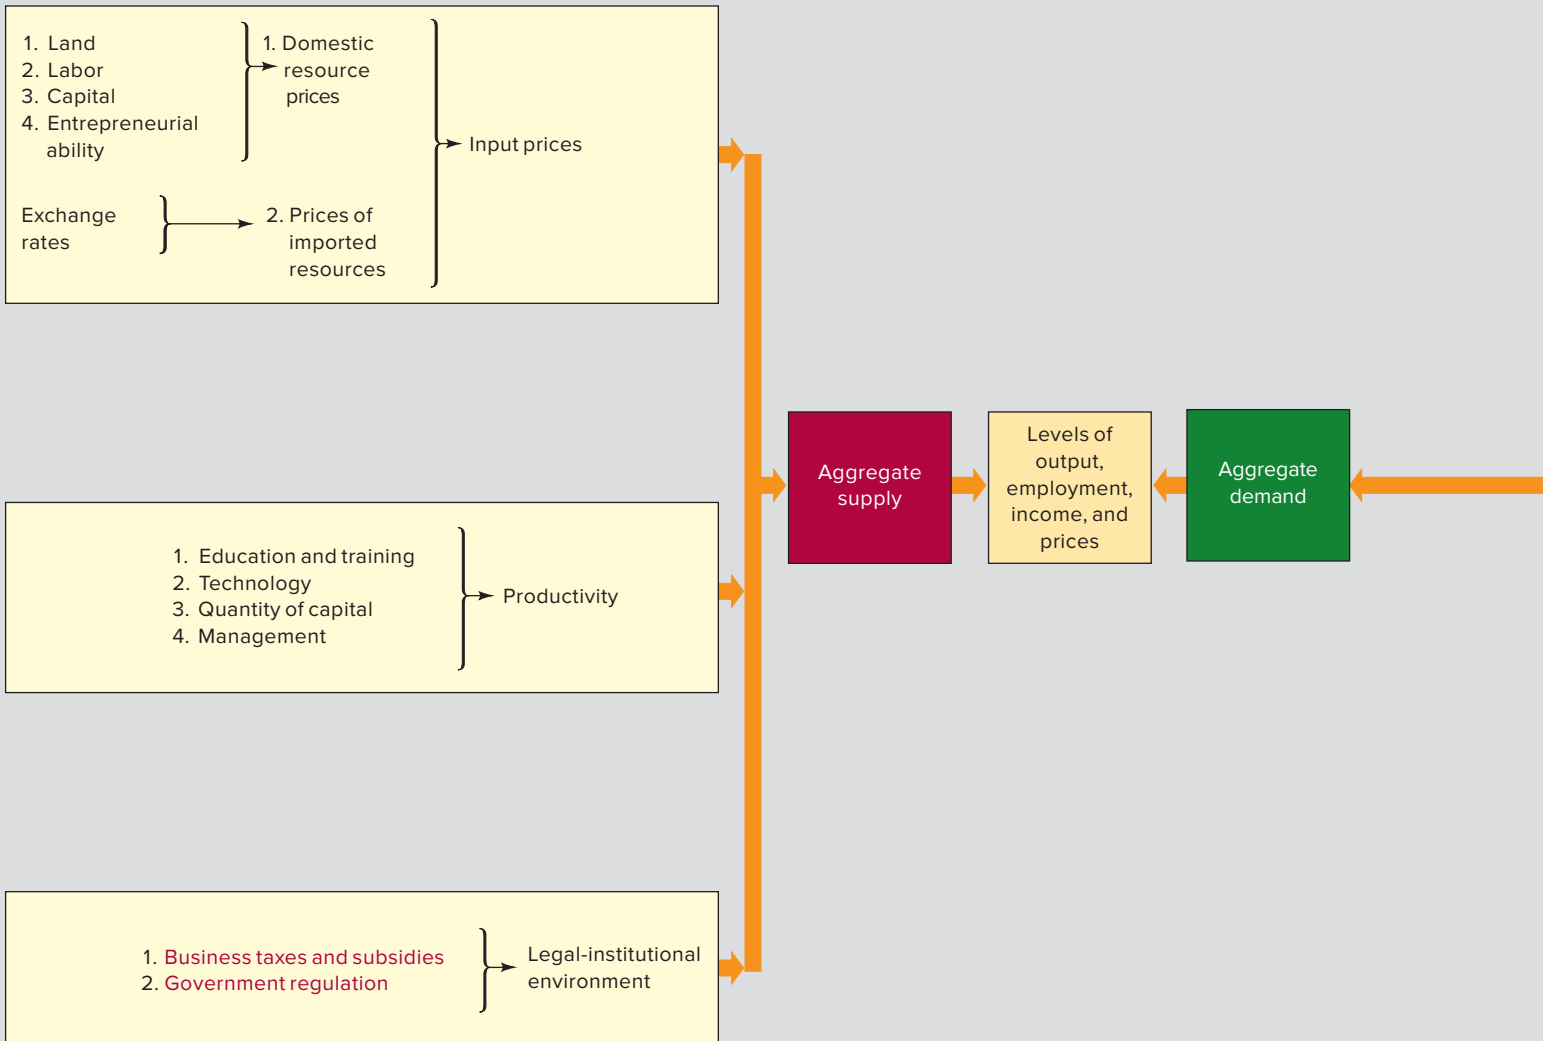 1. Land
2. Labor
3. Capital
4. Entrepreneurial
ability
1. Domestic
resource
prices
Exchange
rates
2. Prices of
imported
resources
Input prices
1. Education and training
2. Technology
3. Quantity of capital
4. Management
Productivity
1. Business taxes and subsidies
2. Government regulation
Legal-institutional
environment
Aggregate
supply
Levels of
output,
employment,
income, and
prices
Aggregate
demand